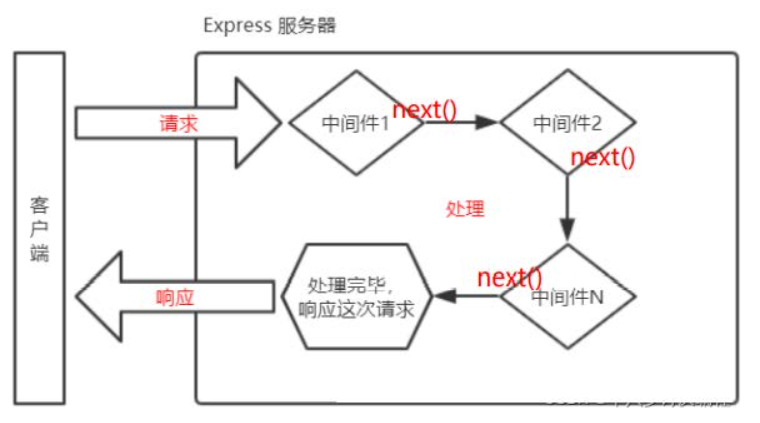 Express 服务器
客户端
请求
中间件1
next()
中间件2
next()
处理
next()
中间件N
处理完毕，
响应这次请求
响应